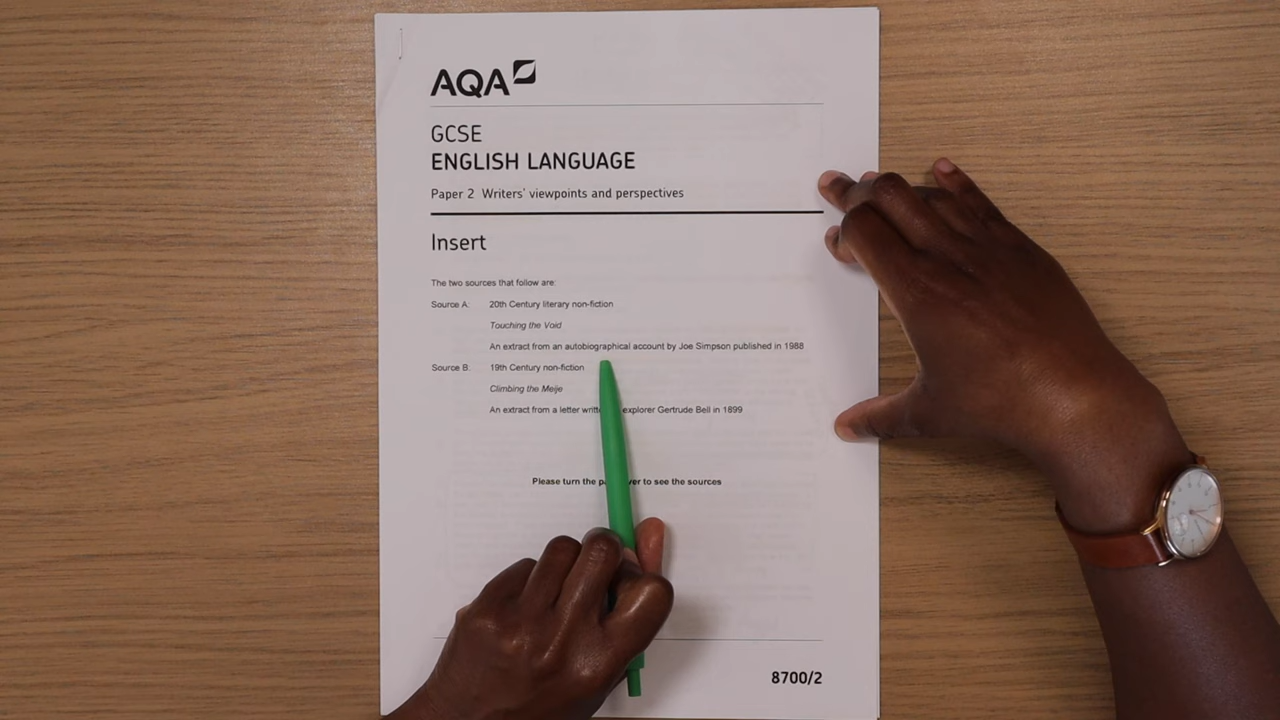 AQA
GCSE
ENGLISH LANGUAGE
Paper 2 Writers' viewpoints and perspectives
Insert
The two sources that follow are:
Source A: 20th Century literary non-fiction
Touching the Void
An extract from an autobiographical account by Joe Simpson published in 1988
Source B: 19th Century non-fiction
Climbing the Meije
An extract from a letter explorer Gertrude Bell in 1899
Please turn the to see the sources
8700/2